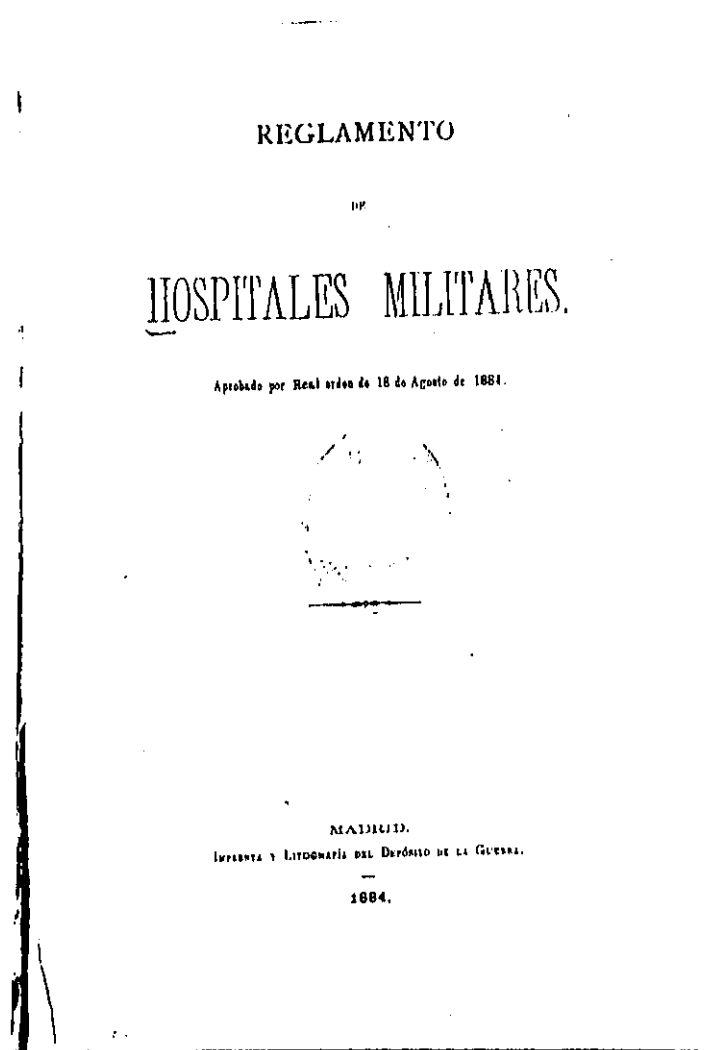 REGLAMENTO
DE
HOSPITALES MILITARES.
Aprobado por Real orden de 18 de Agosto de 1884.
MADRID.
IMPRENTA Y LITOGRAFÍA DEL DEPÓSITO DE LA GUERRA.
1884.